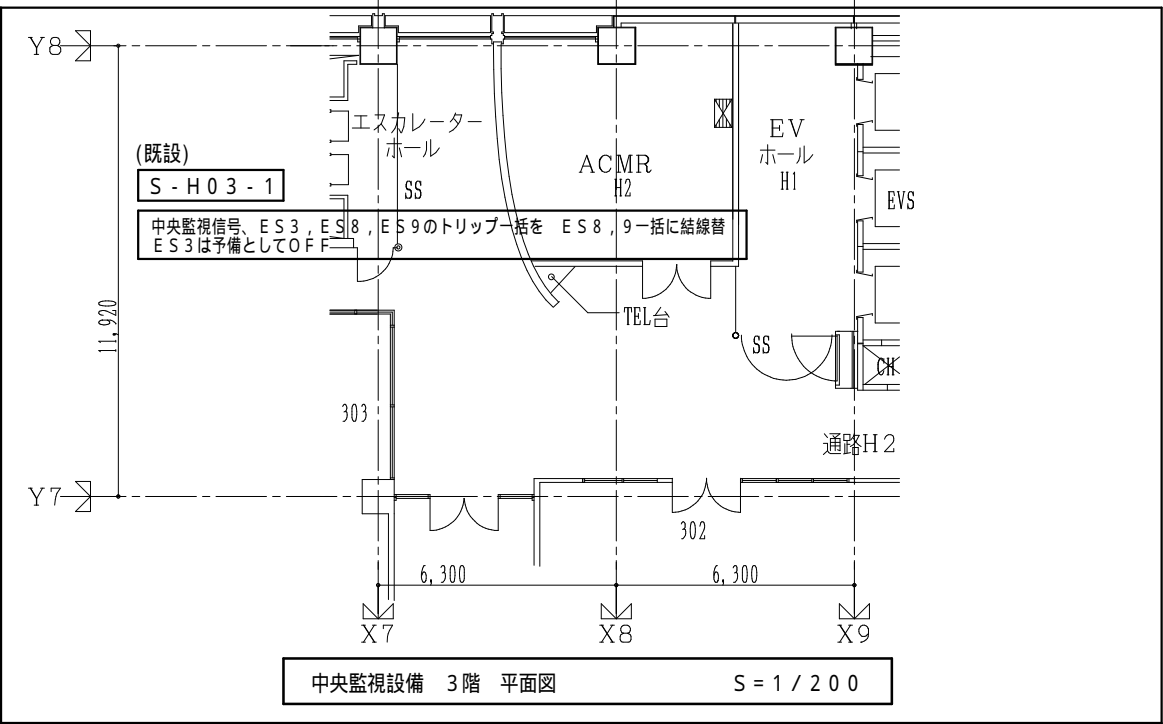 Y8
エスカレーター
ホール
EV
ホール
H1
(既設)
S-H03-1
ACMR
H2
SS
EVS
中央監視信号、ES3,ES8,ES9のトリップ一括を ES8,9一括に結線替
ES3は予備としてOFF
11,920
TEL台
SS
CH
303
通路H2
Y7
302
6,300
6,300
X7
X8
X9
中央監視設備 3階 平面図 S=1/200